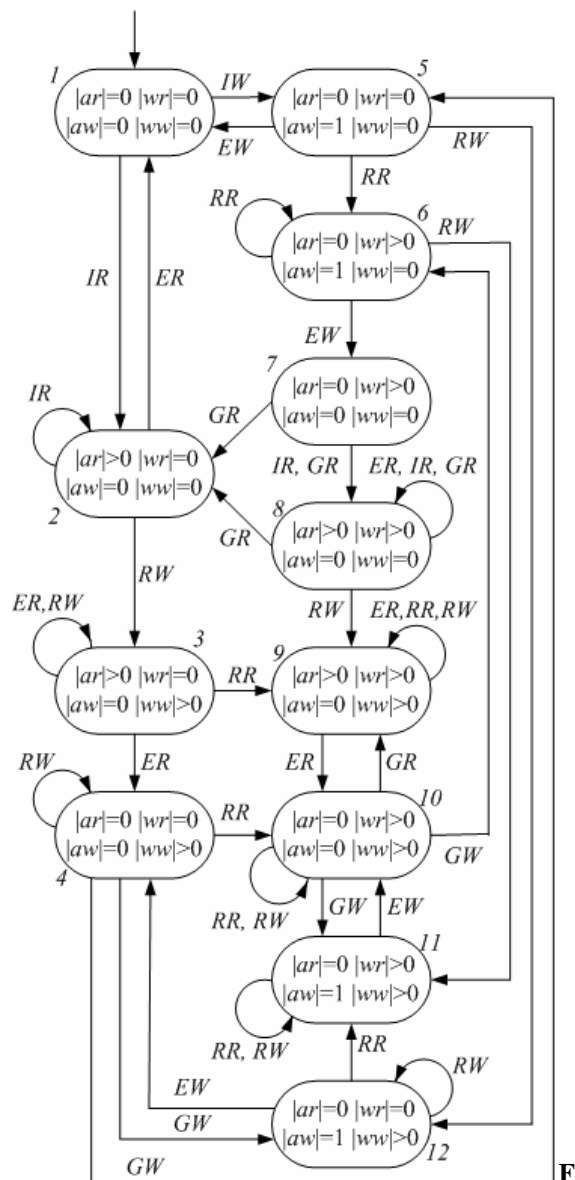 1
|ar|=0 |wr|=0
|aw|=0 |ww|=0
IW
EW
5
|ar|=0 |wr|=0
|aw|=1 |ww|=0
RW
RR
IR
ER
RR
6
|ar|=0 |wr|>0
|aw|=1 |ww|=0
RW
EW
7
|ar|=0 |wr|>0
|aw|=0 |ww|=0
GR
IR, GR
IR
|ar|>0 |wr|=0
|aw|=0 |ww|=0
2
8
|ar|>0 |wr|>0
|aw|=0 |ww|=0
ER, IR, GR
GR
RW
RW
ER,RW
3
|ar|>0 |wr|=0
|aw|=0 |ww|>0
RR
9
|ar|>0 |wr|>0
|aw|=0 |ww|>0
ER,RR,RW
ER
ER
GR
RW
|ar|=0 |wr|=0
|aw|=0 |ww|>0
4
RR
10
|ar|=0 |wr|>0
|aw|=0 |ww|>0
GW
RR, RW
GW
EW
11
|ar|=0 |wr|>0
|aw|=1 |ww|>0
RR, RW
RR
EW
GW
GW
|ar|=0 |wr|=0
|aw|=1 |ww|>0
RW
12
F